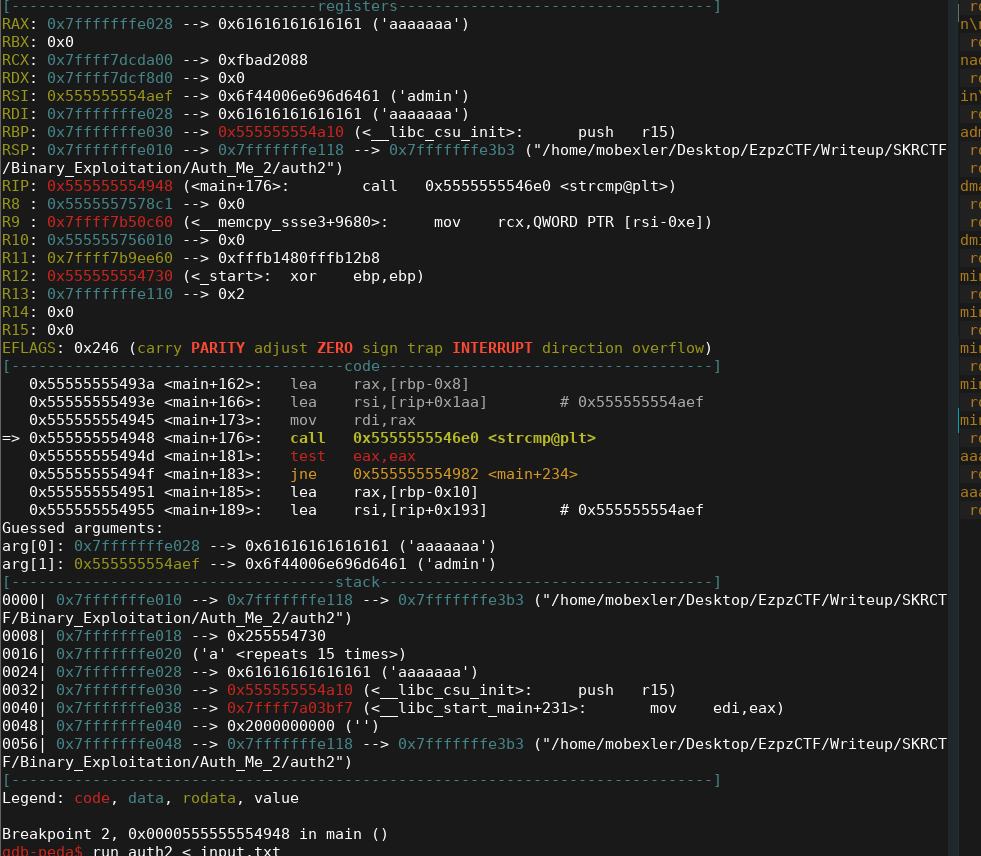 [----------------------------------registers-----------------------------------]
RAX: 0x7fffffffe028 --> 0x61616161616161 ('aaaaaaa')
RBX: 0x0
RCX: 0x7ffff7dcda00 --> 0xfbad2088
RDX: 0x7ffff7dcf8d0 --> 0x0
RSI: 0x555555554aef --> 0x6f44006e696d6461 ('admin')
RDI: 0x7fffffffe028 --> 0x61616161616161 ('aaaaaaa')
RBP: 0x7fffffffe030 --> 0x555555554a10 (<__libc_csu_init>:      push   r15)
RSP: 0x7fffffffe010 --> 0x7fffffffe118 --> 0x7fffffffe3b3 ("/home/mobexler/Desktop/EzpzCTF/Writeup/SKRCTF
/Binary_Exploitation/Auth_Me_2/auth2")
RIP: 0x555555554948 (<main+176>:        call   0x5555555546e0 <strcmp@plt>)
R8 : 0x5555557578c1 --> 0x0
R9 : 0x7ffff7b50c60 (<__memcpy_ssse3+9680>:     mov    rcx,QWORD PTR [rsi-0xe])
R10: 0x555555756010 --> 0x0
R11: 0x7ffff7b9ee60 --> 0xfffb1480fffb12b8
R12: 0x555555554730 (<_start>:  xor    ebp,ebp)
R13: 0x7fffffffe110 --> 0x2
R14: 0x0
R15: 0x0
EFLAGS: 0x246 (carry PARITY adjust ZERO sign trap INTERRUPT direction overflow)
[-------------------------------------code-------------------------------------]
   0x55555555493a <main+162>:   lea    rax,[rbp-0x8]
   0x55555555493e <main+166>:   lea    rsi,[rip+0x1aa]        # 0x555555554aef
   0x555555554945 <main+173>:   mov    rdi,rax
=> 0x555555554948 <main+176>:   call   0x5555555546e0 <strcmp@plt>
   0x55555555494d <main+181>:   test   eax,eax
   0x55555555494f <main+183>:   jne    0x555555554982 <main+234>
   0x555555554951 <main+185>:   lea    rax,[rbp-0x10]
   0x555555554955 <main+189>:   lea    rsi,[rip+0x193]        # 0x555555554aef
Guessed arguments:
arg[0]: 0x7fffffffe028 --> 0x61616161616161 ('aaaaaaa')
arg[1]: 0x555555554aef --> 0x6f44006e696d6461 ('admin')
[------------------------------------stack-------------------------------------]
0000| 0x7fffffffe010 --> 0x7fffffffe118 --> 0x7fffffffe3b3 ("/home/mobexler/Desktop/EzpzCTF/Writeup/SKRCT
F/Binary_Exploitation/Auth_Me_2/auth2")
0008| 0x7fffffffe018 --> 0x255554730
0016| 0x7fffffffe020 ('a' <repeats 15 times>)
0024| 0x7fffffffe028 --> 0x61616161616161 ('aaaaaaa')
0032| 0x7fffffffe030 --> 0x555555554a10 (<__libc_csu_init>:      push   r15)
0040| 0x7fffffffe038 --> 0x7ffff7a03bf7 (<__libc_start_main+231>:       mov    edi,eax)
0048| 0x7fffffffe040 --> 0x2000000000 ('')
0056| 0x7fffffffe048 --> 0x7fffffffe118 --> 0x7fffffffe3b3 ("/home/mobexler/Desktop/EzpzCTF/Writeup/SKRCT
F/Binary_Exploitation/Auth_Me_2/auth2")
[------------------------------------------------------------------------------]
Legend: code, data, rodata, value

Breakpoint 2, 0x0000555555554948 in main ()
gdb-peda$ run auth2 < input.txt